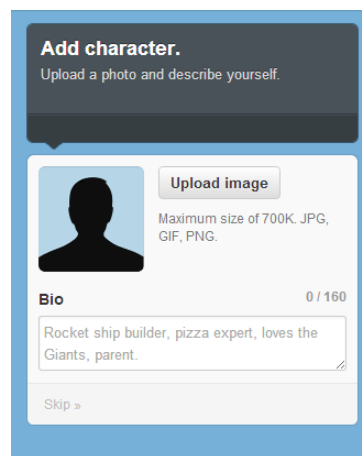 Add character.
Upload a photo and describe yourself.
Upload image
Maximum size of 700K. JPG,
GIF, PNG.
Bio
0 / 160
Rocket ship builder, pizza expert, loves the
Giants, parent.
Skip »